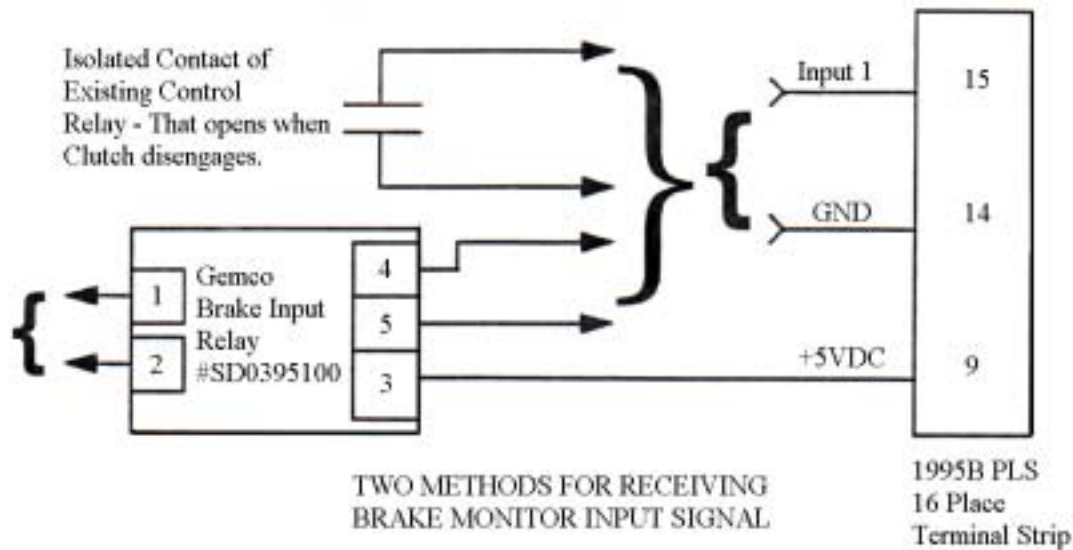 Isolated Contact of
Existing Control
Relay - That opens when
Clutch disengages.
Input 1
15
GND
14
+5VDC
9
1
2
Gemco
Brake Input
Relay
#SD0395100
4
5
3
TWO METHODS FOR RECEIVING
BRAKE MONITOR INPUT SIGNAL
1995B PLS
16 Place
Terminal Strip